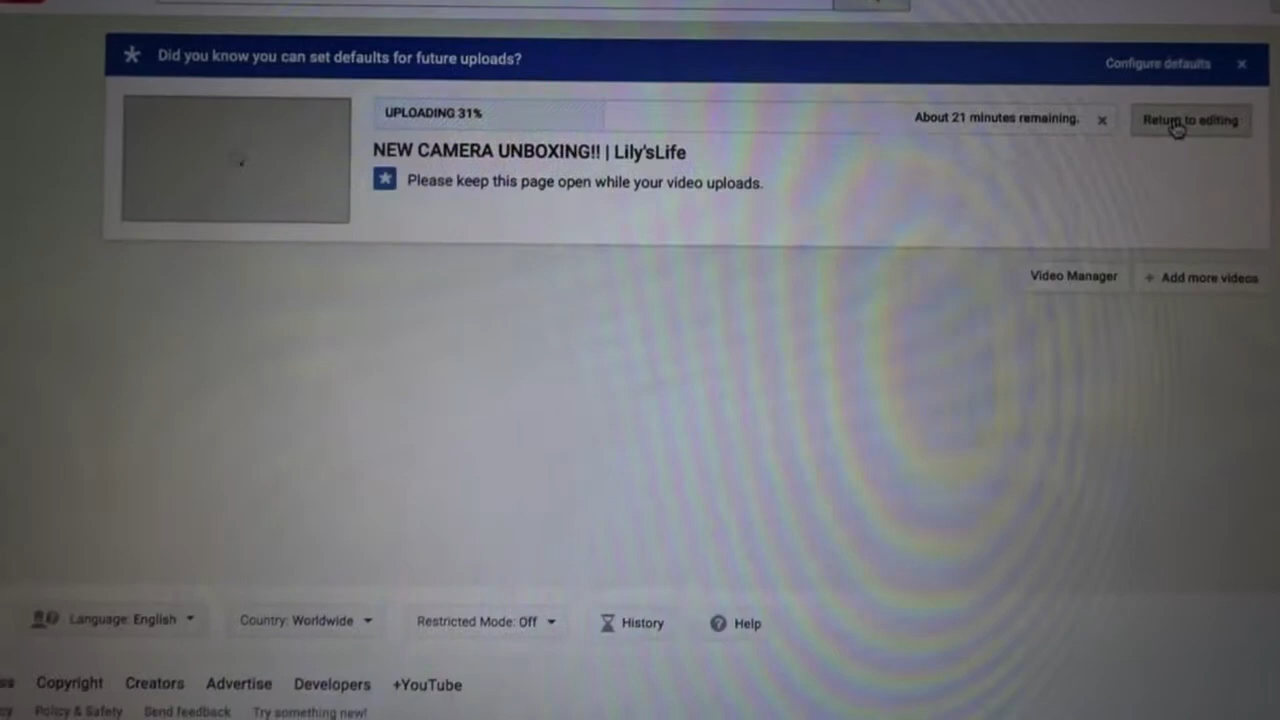 Did you know you can set defaults for future uploads?
Configure defaults ×
UPLOADING 31%
About 21 minutes remaining. ×
Return to editing
NEW CAMERA UNBOXING!! | Lily'sLife
Please keep this page open while your video uploads.
Video Manager
+ Add more videos
Language: English
Country: Worldwide
Restricted Mode: Off
History
Help
Copyright Creators Advertise Developers +YouTube
Policy & Safety Send feedback Try something new!